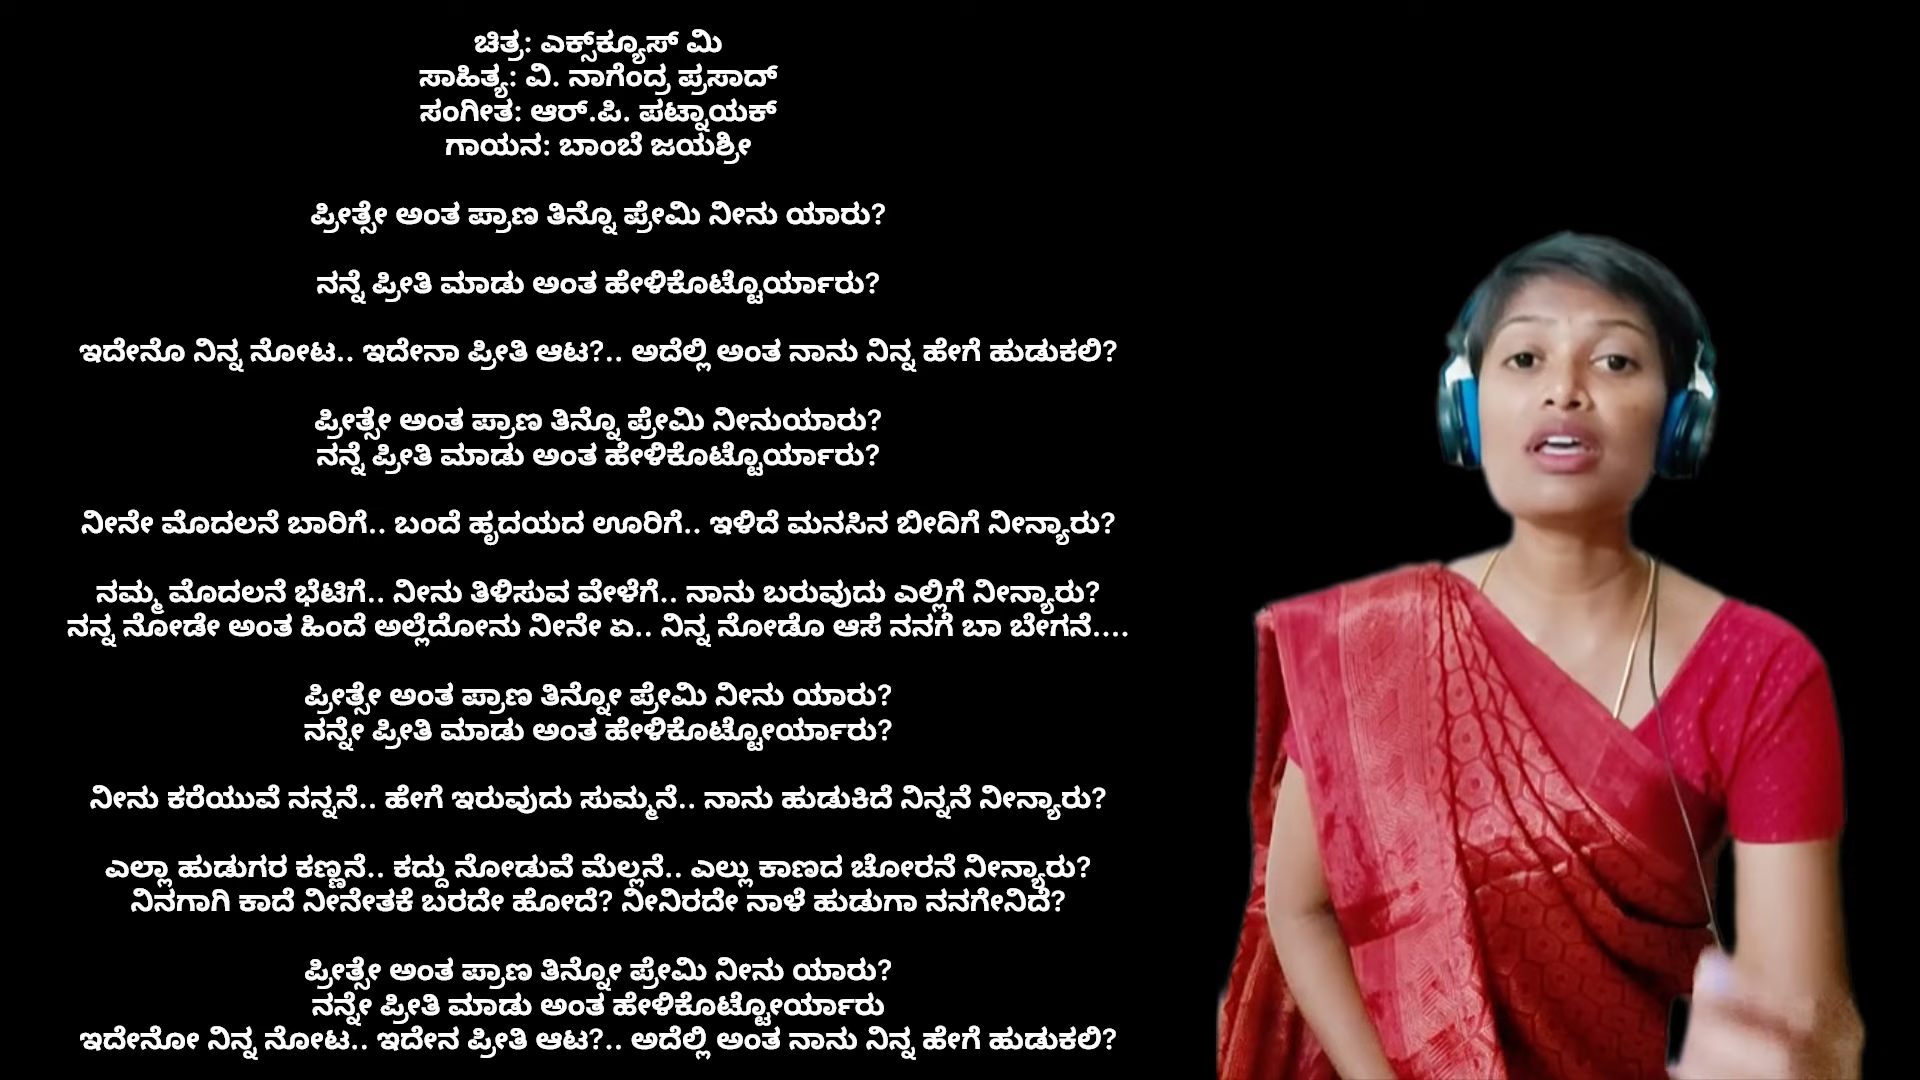 ಚಿತ್ರ: ಎಕ್ಸ್‌ಕ್ಯೂಸ್ ಮಿ
ಸಾಹಿತ್ಯ: ವಿ. ನಾಗೇಂದ್ರ ಪ್ರಸಾದ್
ಸಂಗೀತ: ಆರ್.ಪಿ. ಪಟ್ನಾಯಕ್
ಗಾಯನ: ಬಾಂಬೆ ಜಯಶ್ರೀ
ಪ್ರೀತ್ಸೇ ಅಂತ ಪ್ರಾಣ ತಿನ್ನೊ ಪ್ರೇಮಿ ನೀನು ಯಾರು?
ನನ್ನೆ ಪ್ರೀತಿ ಮಾಡು ಅಂತ ಹೇಳಿಕೊಟ್ಟೊರ್ಯಾರು?
ಇದೇನೊ ನಿನ್ನ ನೋಟ.. ಇದೇನಾ ಪ್ರೀತಿ ಆಟ?.. ಅದೆಲ್ಲಿ ಅಂತ ನಾನು ನಿನ್ನ ಹೇಗೆ ಹುಡುಕಲಿ?
ಪ್ರೀತ್ಸೇ ಅಂತ ಪ್ರಾಣ ತಿನ್ನೊ ಪ್ರೇಮಿ ನೀನುಯಾರು?
ನನ್ನೆ ಪ್ರೀತಿ ಮಾಡು ಅಂತ ಹೇಳಿಕೊಟ್ಟೊರ್ಯಾರು?
ನೀನೇ ಮೊದಲನೆ ಬಾರಿಗೆ.. ಬಂದೆ ಹೃದಯದ ಊರಿಗೆ.. ಇಳಿದೆ ಮನಸಿನ ಬೀದಿಗೆ ನೀನ್ಯಾರು?
ನಮ್ಮ ಮೊದಲನೆ ಭೆಟಿಗೆ.. ನೀನು ತಿಳಿಸುವ ವೇಳೆಗೆ.. ನಾನು ಬರುವುದು ಎಲ್ಲಿಗೆ ನೀನ್ಯಾರು?
ನನ್ನ ನೋಡೇ ಅಂತ ಹಿಂದೆ ಅಲ್ಲೆದೋನು ನೀನೇ ಏ.. ನಿನ್ನ ನೋಡೊ ಆಸೆ ನನಗೆ ಬಾ ಬೇಗನೆ....
ಪ್ರೀತ್ಸೇ ಅಂತ ಪ್ರಾಣ ತಿನ್ನೋ ಪ್ರೇಮಿ ನೀನು ಯಾರು?
ನನ್ನೇ ಪ್ರೀತಿ ಮಾಡು ಅಂತ ಹೇಳಿಕೊಟ್ಟೋರ್ಯಾರು?
ನೀನು ಕರೆಯುವೆ ನನ್ನನೆ.. ಹೇಗೆ ಇರುವುದು ಸುಮ್ಮನೆ.. ನಾನು ಹುಡುಕಿದೆ ನಿನ್ನನೆ ನೀನ್ಯಾರು?
ಎಲ್ಲಾ ಹುಡುಗರ ಕಣ್ಣನೆ.. ಕದ್ದು ನೋಡುವೆ ಮೆಲ್ಲನೆ.. ಎಲ್ಲು ಕಾಣದ ಚೋರನೆ ನೀನ್ಯಾರು?
ನಿನಗಾಗಿ ಕಾದೆ ನೀನೇತಕೆ ಬರದೇ ಹೋದೆ? ನೀನಿರದೇ ನಾಳೆ ಹುಡುಗಾ ನನಗೇನಿದೆ?
ಪ್ರೀತ್ಸೇ ಅಂತ ಪ್ರಾಣ ತಿನ್ನೋ ಪ್ರೇಮಿ ನೀನು ಯಾರು?
ನನ್ನೇ ಪ್ರೀತಿ ಮಾಡು ಅಂತ ಹೇಳಿಕೊಟ್ಟೋರ್ಯಾರು
ಇದೇನೋ ನಿನ್ನ ನೋಟ.. ಇದೇನ ಪ್ರೀತಿ ಆಟ?.. ಅದೆಲ್ಲಿ ಅಂತ ನಾನು ನಿನ್ನ ಹೇಗೆ ಹುಡುಕಲಿ?